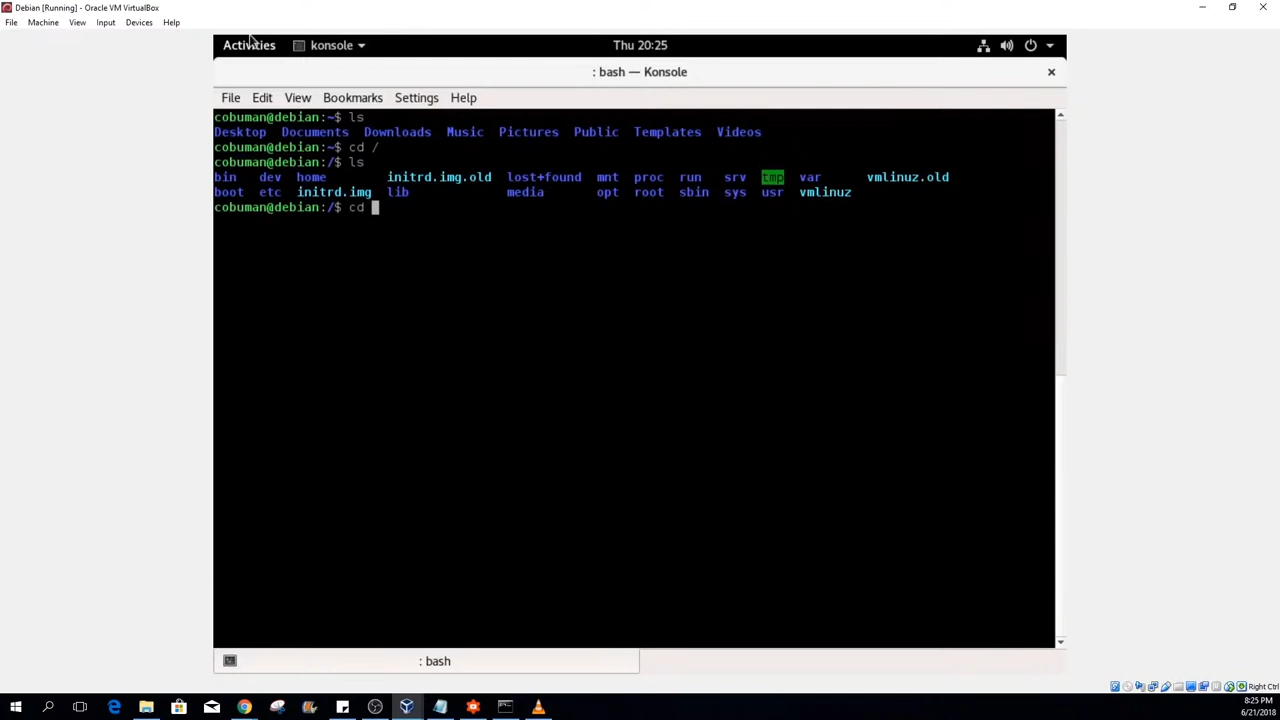 Debian [Running] - Oracle VM VirtualBox
File Machine View Input Devices Help
Activities konsole Thu 20:25
: bash — Konsole
File Edit View Bookmarks Settings Help
cobuman@debian:~$ ls
Desktop Documents Downloads Music Pictures Public Templates Videos
cobuman@debian:~$ cd /
cobuman@debian:/$ ls
bin dev home initrd.img.old lost+found mnt proc run srv tmp var vmlinuz.old
boot etc initrd.img lib media opt root sbin sys usr vmlinuz
cobuman@debian:/$ cd
: bash
Right Ctrl
8:25 PM
6/21/2018